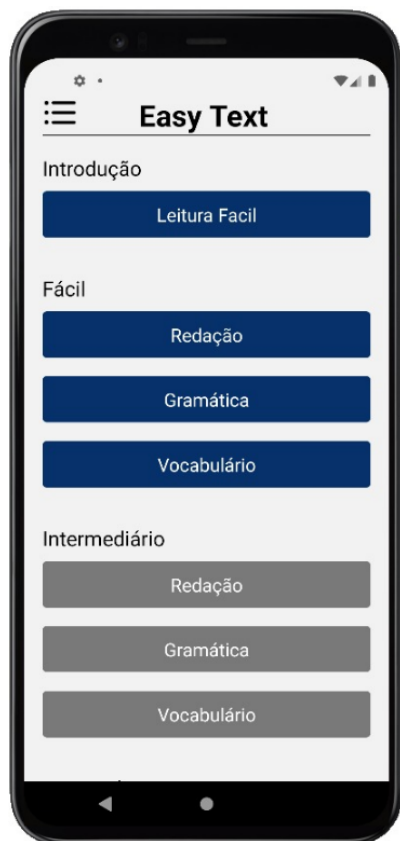 Easy Text
Introdução
Leitura Facil
Fácil
Redação
Gramática
Vocabulário
Intermediário
Redação
Gramática
Vocabulário